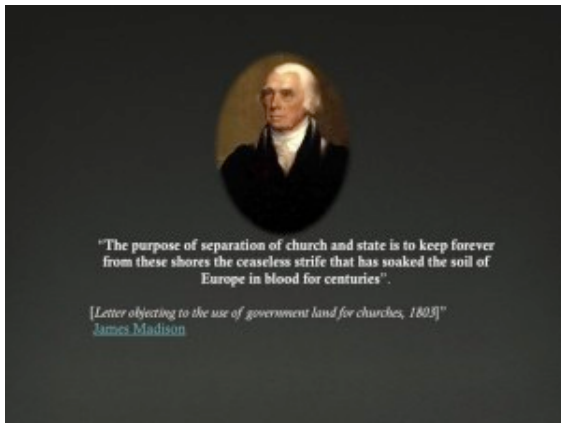 "The purpose of separation of church and state is to keep forever
from these shores the ceaseless strife that has soaked the soil of
Europe in blood for centuries".
[Letter objecting to the use of government land for churches, 1803]"
James Madison